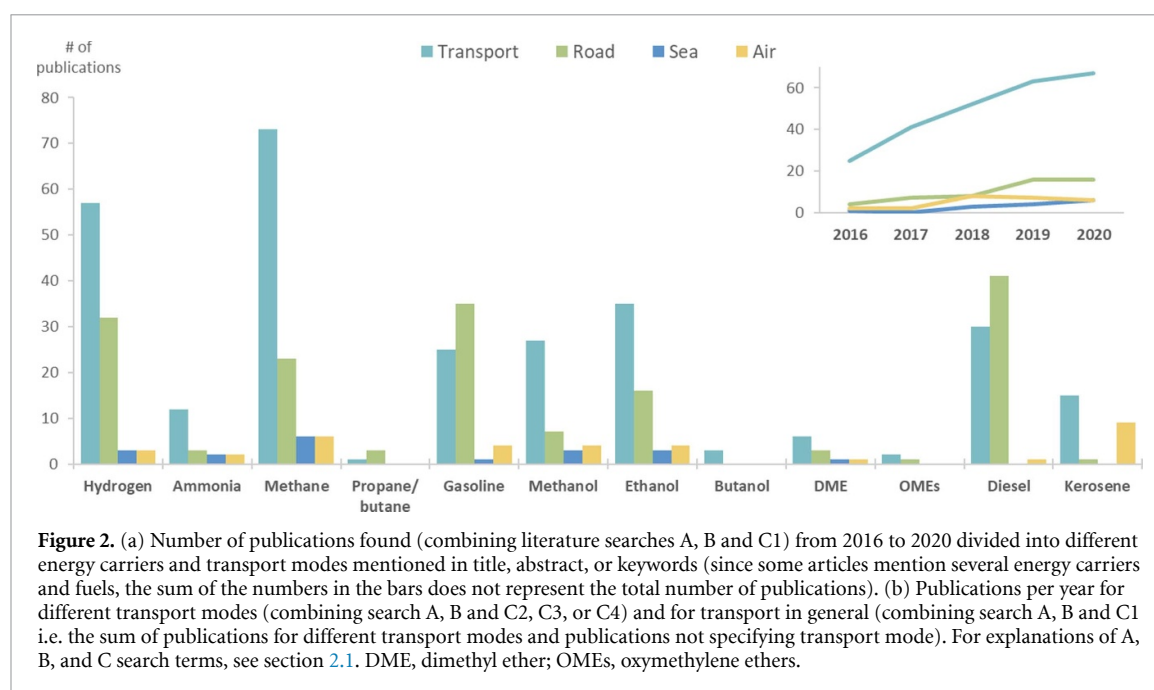 # of
publications
Transport Road Sea Air
80
70
60
50
40
30
20
10
0
Hydrogen Ammonia Methane Propane/
butane Gasoline Methanol Ethanol Butanol DME OMEs Diesel Kerosene
60
40
20
0
2016 2017 2018 2019 2020
Figure 2. (a) Number of publications found (combining literature searches A, B and C1) from 2016 to 2020 divided into different
energy carriers and transport modes mentioned in title, abstract, or keywords (since some articles mention several energy carriers
and fuels, the sum of the numbers in the bars does not represent the total number of publications). (b) Publications per year for
different transport modes (combining search A, B and C2, C3, or C4) and for transport in general (combining search A, B and C1
i.e. the sum of publications for different transport modes and publications not specifying transport mode). For explanations of A,
B, and C search terms, see section 2.1. DME, dimethyl ether; OMEs, oxymethylene ethers.